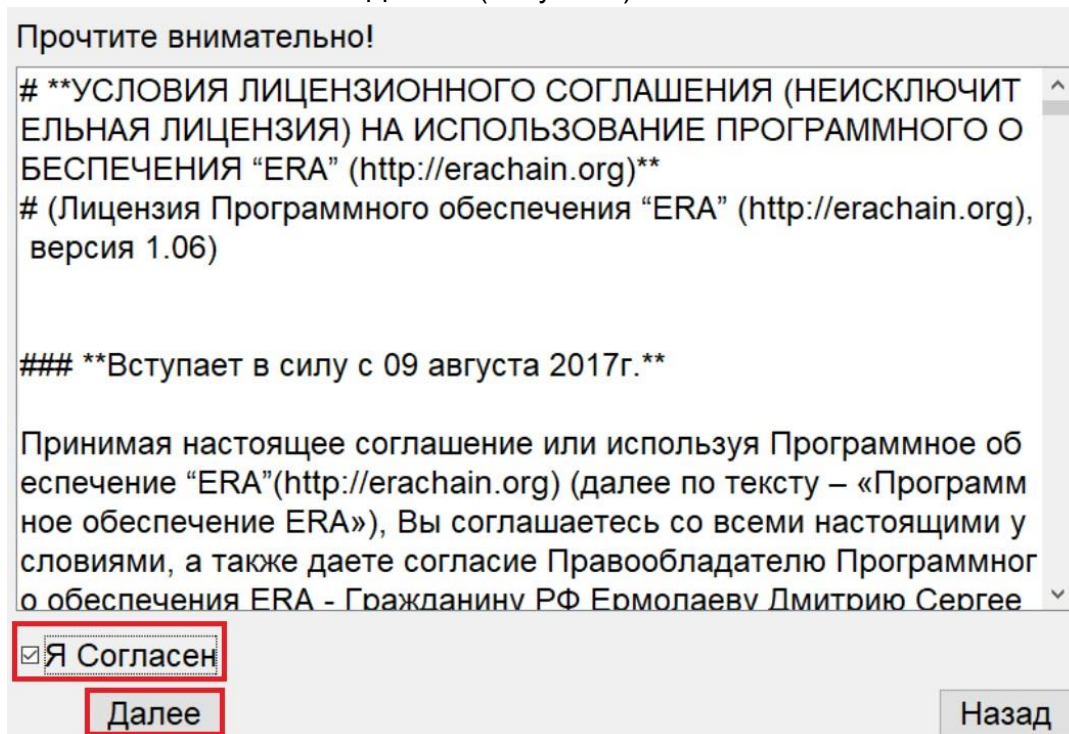 Прочтите внимательно!
# **УСЛОВИЯ ЛИЦЕНЗИОННОГО СОГЛАШЕНИЯ (НЕИСКЛЮЧИТ
ЕЛЬНАЯ ЛИЦЕНЗИЯ) НА ИСПОЛЬЗОВАНИЕ ПРОГРАММНОГО О
БЕСПЕЧЕНИЯ “ERA” (http://erachain.org)**
# (Лицензия Программного обеспечения “ERA” (http://erachain.org),
версия 1.06)
### **Вступает в силу с 09 августа 2017г.**
Принимая настоящее соглашение или используя Программное об
еспечение “ERA”(http://erachain.org) (далее по тексту – «Программ
ное обеспечение ERA»), Вы соглашаетесь со всеми настоящими у
словиями, а также даете согласие Правообладателю Программног
о обеспечения ERA - Гражданину РФ Ермолаеву Дмитрию Сергее
Я Согласен
Далее Назад